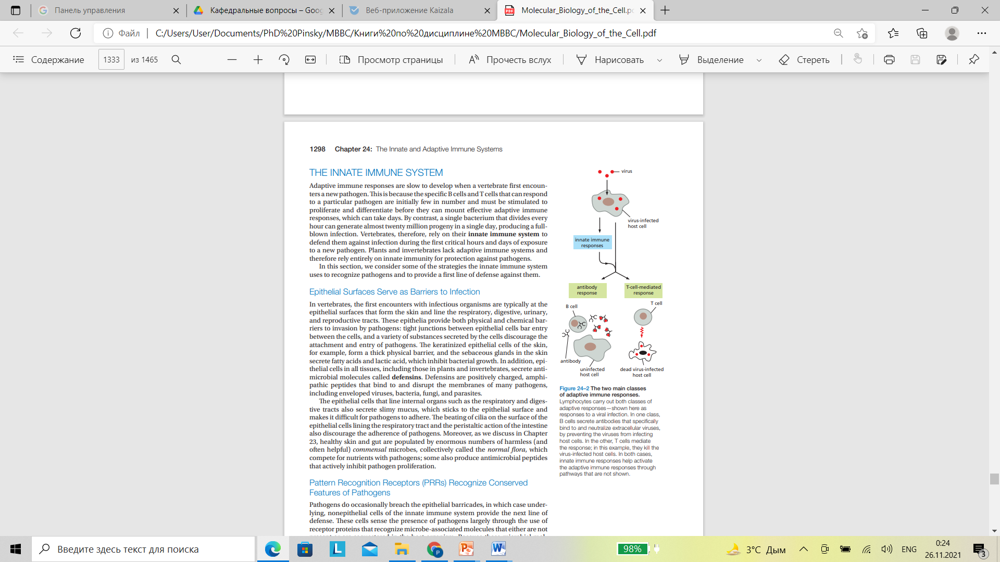 Панель управления
Кафедральные вопросы – Goo
Веб-приложение Kaizala
Molecular_Biology_of_the_Cell.p
Файл
C:/Users/User/Documents/PhD%20Pinsky/MBBC/Книги%20по%20дисциплине%20MBBC/Molecular_Biology_of_the_Cell.pdf
Содержание
1333 из 1465
Просмотр страницы
Прочесть вслух
Нарисовать
Выделение
Стереть
1298 Chapter 24: The Innate and Adaptive Immune Systems
THE INNATE IMMUNE SYSTEM
Adaptive immune responses are slow to develop when a vertebrate first encoun-
ters a new pathogen. This is because the specific B cells and T cells that can respond
to a particular pathogen are initially few in number and must be stimulated to
proliferate and differentiate before they can mount effective adaptive immune
responses, which can take days. By contrast, a single bacterium that divides every
hour can generate almost twenty million progeny in a single day, producing a full-
blown infection. Vertebrates, therefore, rely on their innate immune system to
defend them against infection during the first critical hours and days of exposure
to a new pathogen. Plants and invertebrates lack adaptive immune systems and
therefore rely entirely on innate immunity for protection against pathogens.
In this section, we consider some of the strategies the innate immune system
uses to recognize pathogens and to provide a first line of defense against them.
Epithelial Surfaces Serve as Barriers to Infection
In vertebrates, the first encounters with infectious organisms are typically at the
epithelial surfaces that form the skin and line the respiratory, digestive, urinary,
and reproductive tracts. These epithelia provide both physical and chemical bar-
riers to invasion by pathogens: tight junctions between epithelial cells bar entry
between the cells, and a variety of substances secreted by the cells discourage the
attachment and entry of pathogens. The keratinized epithelial cells of the skin,
for example, form a thick physical barrier, and the sebaceous glands in the skin
secrete fatty acids and lactic acid, which inhibit bacterial growth. In addition, epi-
thelial cells in all tissues, including those in plants and invertebrates, secrete anti-
microbial molecules called defensins. Defensins are positively charged, amphi-
pathic peptides that bind to and disrupt the membranes of many pathogens,
including enveloped viruses, bacteria, fungi, and parasites.
The epithelial cells that line internal organs such as the respiratory and diges-
tive tracts also secrete slimy mucus, which sticks to the epithelial surface and
makes it difficult for pathogens to adhere. The beating of cilia on the surface of the
epithelial cells lining the respiratory tract and the peristaltic action of the intestine
also discourage the adherence of pathogens. Moreover, as we discuss in Chapter
23, healthy skin and gut are populated by enormous numbers of harmless (and
often helpful) commensal microbes, collectively called the normal flora, which
compete for nutrients with pathogens; some also produce antimicrobial peptides
that actively inhibit pathogen proliferation.
Pattern Recognition Receptors (PRRs) Recognize Conserved
Features of Pathogens
Pathogens do occasionally breach the epithelial barricades, in which case under-
lying, nonepithelial cells of the innate immune system provide the next line of
defense. These cells sense the presence of pathogens largely through the use of
receptor proteins that recognize microbe-associated molecules that either are not
virus
virus-infected
host cell
innate immune
responses
antibody
response
T-cell-mediated
response
B cell
T cell
antibody
uninfected
host cell
dead virus-infected
host cell
Figure 24–2 The two main classes
of adaptive immune responses.
Lymphocytes carry out both classes of
adaptive responses—shown here as
responses to a viral infection. In one class,
B cells secrete antibodies that specifically
bind to and neutralize extracellular viruses,
by preventing the viruses from infecting
host cells. In the other, T cells mediate
the response; in this example, they kill the
virus-infected host cells. In both cases,
innate immune responses help activate
the adaptive immune responses through
pathways that are not shown.
Введите здесь текст для поиска
98%
3°C Дым
ENG
0:24
26.11.2021
3